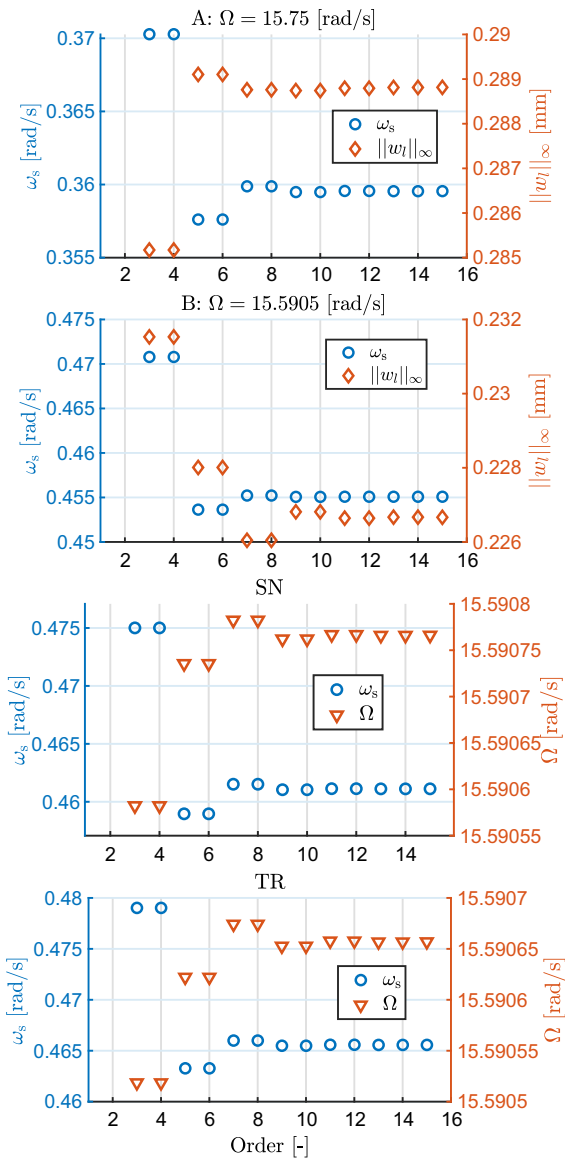 A: Ω = 15.75 [rad/s]
0.37
0.365
0.36
0.355
ωs [rad/s]
ωs
||wl||∞
0.29
0.289
0.288
0.287
0.286
0.285
||wl||∞ [mm]
2 4 6 8 10 12 14 16
B: Ω = 15.5905 [rad/s]
0.475
0.47
0.465
0.46
0.455
0.45
ωs [rad/s]
ωs
||wl||∞
0.232
0.23
0.228
0.226
||wl||∞ [mm]
2 4 6 8 10 12 14 16
SN
0.475
0.47
0.465
0.46
ωs [rad/s]
ωs
Ω
15.5908
15.59075
15.5907
15.59065
15.5906
15.59055
Ω [rad/s]
2 4 6 8 10 12 14
TR
0.48
0.475
0.47
0.465
0.46
ωs [rad/s]
ωs
Ω
15.5907
15.59065
15.5906
15.59055
15.5905
Ω [rad/s]
2 4 6 8 10 12 14 16
Order [-]